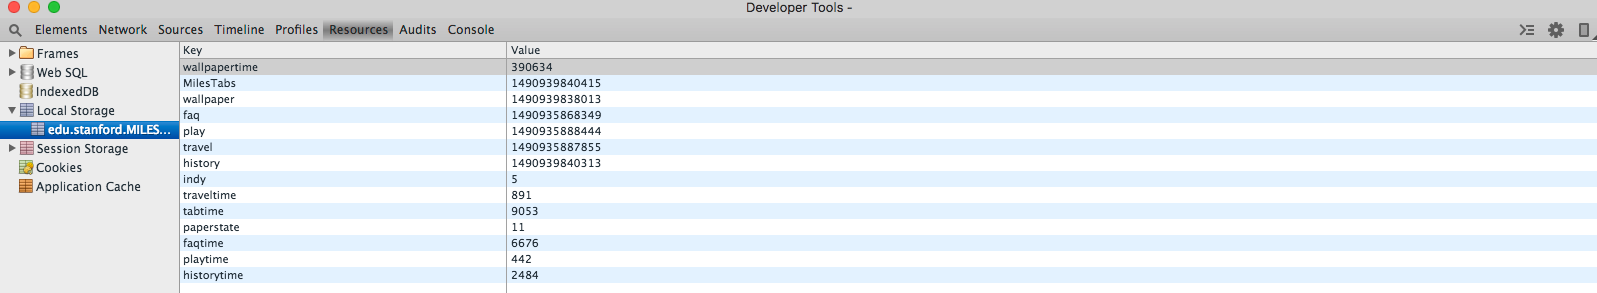 Developer Tools -
Elements Network Sources Timeline Profiles Resources Audits Console
Frames
Web SQL
IndexedDB
Local Storage
edu.stanford.MILES...
Session Storage
Cookies
Application Cache
Key Value
wallpapertime 390634
MilesTabs 1490939840415
wallpaper 1490939838013
faq 1490935868349
play 1490935888444
travel 1490935887855
history 1490939840313
indy 5
traveltime 891
tabtime 9053
paperstate 11
faqtime 6676
playtime 442
historytime 2484